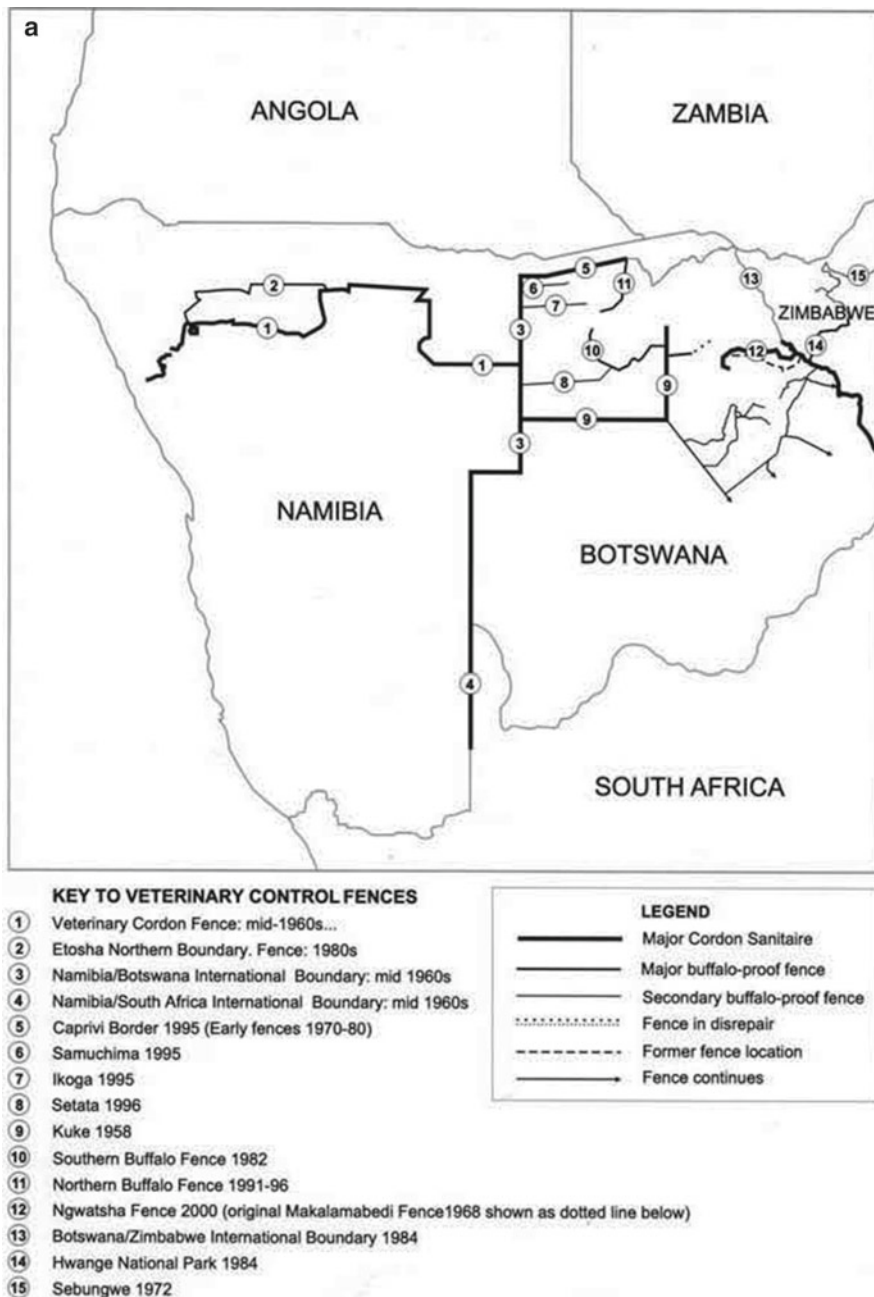 a
ANGOLA
ZAMBIA
2
5
11
13
15
6
7
ZIMBABWE
1
3
10
12
14
1
8
9
9
3
NAMIBIA
BOTSWANA
4
SOUTH AFRICA
KEY TO VETERINARY CONTROL FENCES
1 Veterinary Cordon Fence: mid-1960s...
2 Etosha Northern Boundary. Fence: 1980s
3 Namibia/Botswana International Boundary: mid 1960s
4 Namibia/South Africa International Boundary: mid 1960s
5 Caprivi Border 1995 (Early fences 1970-80)
6 Samuchima 1995
7 Ikoga 1995
8 Setata 1996
9 Kuke 1958
10 Southern Buffalo Fence 1982
11 Northern Buffalo Fence 1991-96
12 Ngwatsha Fence 2000 (original Makalamabedi Fence1968 shown as dotted line below)
13 Botswana/Zimbabwe International Boundary 1984
14 Hwange National Park 1984
15 Sebungwe 1972
LEGEND
Major Cordon Sanitaire
Major buffalo-proof fence
Secondary buffalo-proof fence
Fence in disrepair
Former fence location
Fence continues